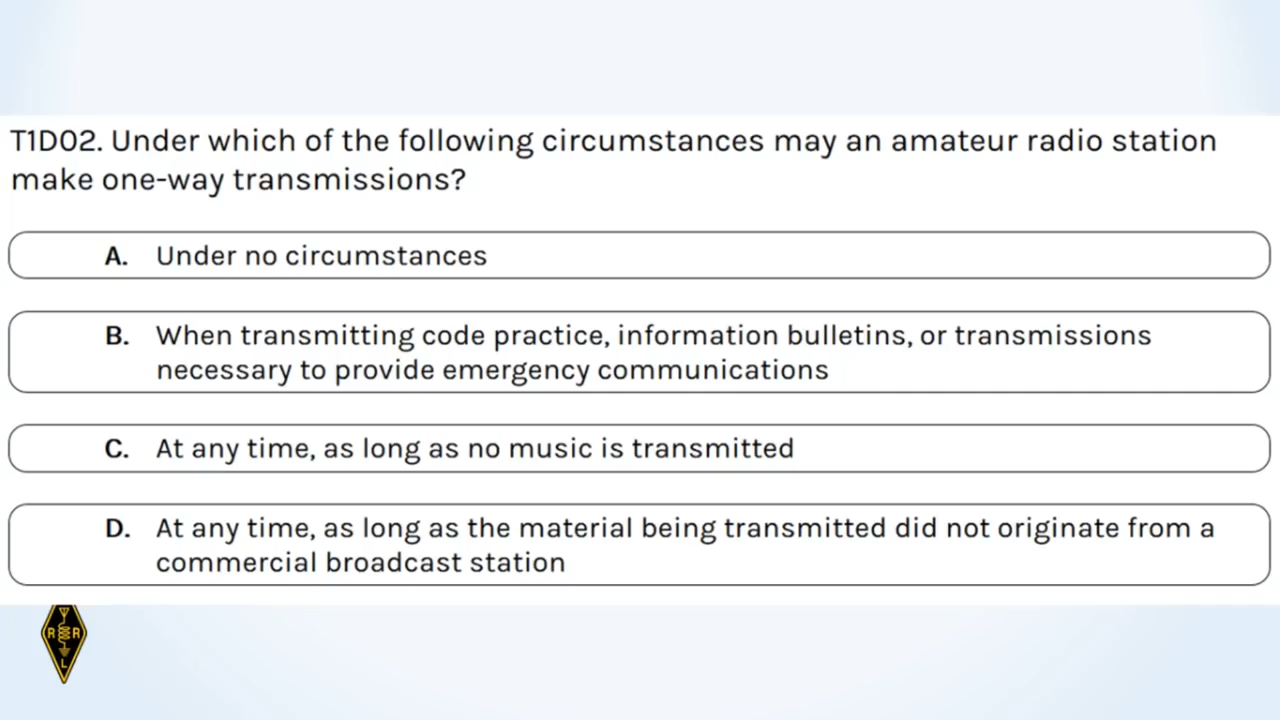 T1D02. Under which of the following circumstances may an amateur radio station
make one-way transmissions?
A. Under no circumstances
B. When transmitting code practice, information bulletins, or transmissions
necessary to provide emergency communications
C. At any time, as long as no music is transmitted
D. At any time, as long as the material being transmitted did not originate from a
commercial broadcast station
R R
L